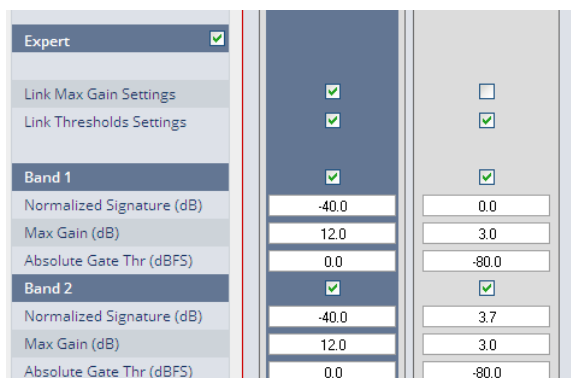 Expert
Link Max Gain Settings
Link Thresholds Settings
Band 1
Normalized Signature (dB) -40.0 0.0
Max Gain (dB) 12.0 3.0
Absolute Gate Thr (dBFS) 0.0 -80.0
Band 2
Normalized Signature (dB) -40.0 3.7
Max Gain (dB) 12.0 3.0
Absolute Gate Thr (dBFS) 0.0 -80.0